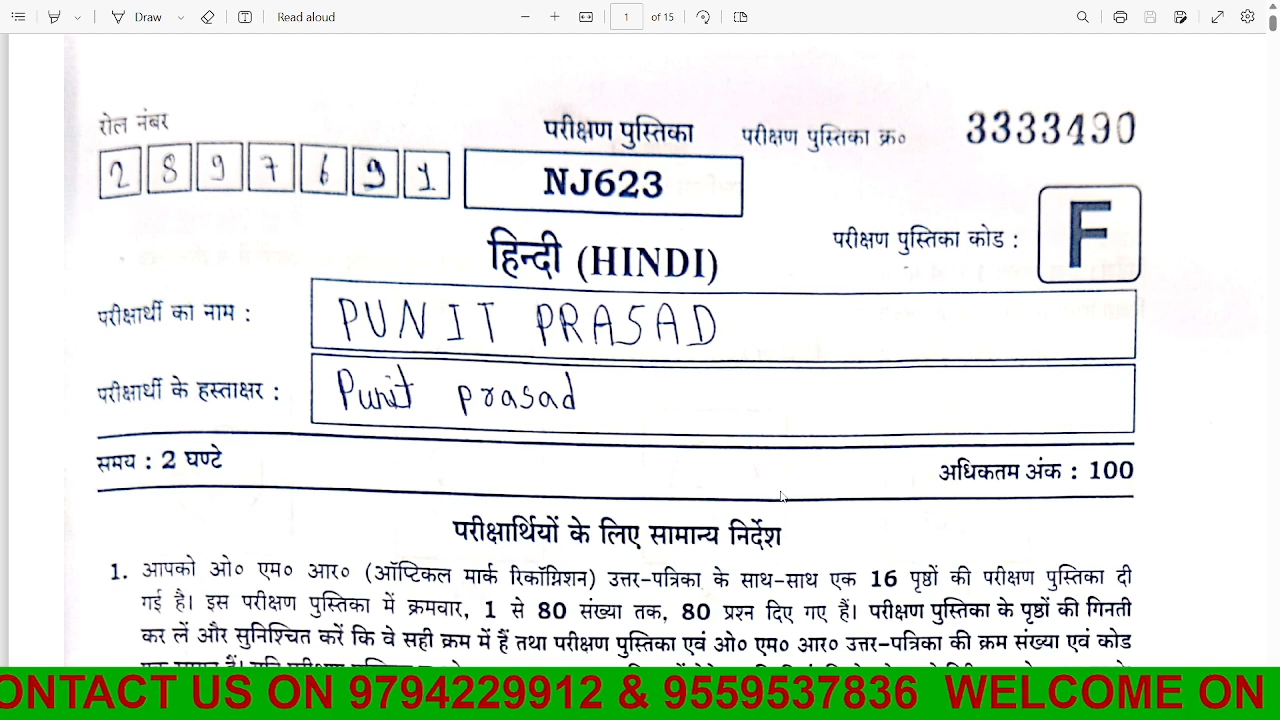 Draw Read aloud 1 of 15
रोल नंबर
परीक्षण पुस्तिका परीक्षण पुस्तिका क्र० 3333490
2 8 9 7 6 9 1
NJ623
परीक्षण पुस्तिका कोड : F
हिन्दी (HINDI)
परीक्षार्थी का नाम : PUNIT PRASAD
परीक्षार्थी के हस्ताक्षर : Punit prasad
समय : 2 घण्टे अधिकतम अंक : 100
परीक्षार्थियों के लिए सामान्य निर्देश
1. आपको ओ० एम० आर० (ऑप्टिकल मार्क रिकॉग्निशन) उत्तर-पत्रिका के साथ-साथ एक 16 पृष्ठों की परीक्षण पुस्तिका दी
गई है। इस परीक्षण पुस्तिका में क्रमवार, 1 से 80 संख्या तक, 80 प्रश्न दिए गए हैं। परीक्षण पुस्तिका के पृष्ठों की गिनती
कर लें और सुनिश्चित करें कि वे सही क्रम में हैं तथा परीक्षण पुस्तिका एवं ओ० एम० आर० उत्तर-पत्रिका की क्रम संख्या एवं कोड
ONTACT US ON 9794229912 & 9559537836 WELCOME ON